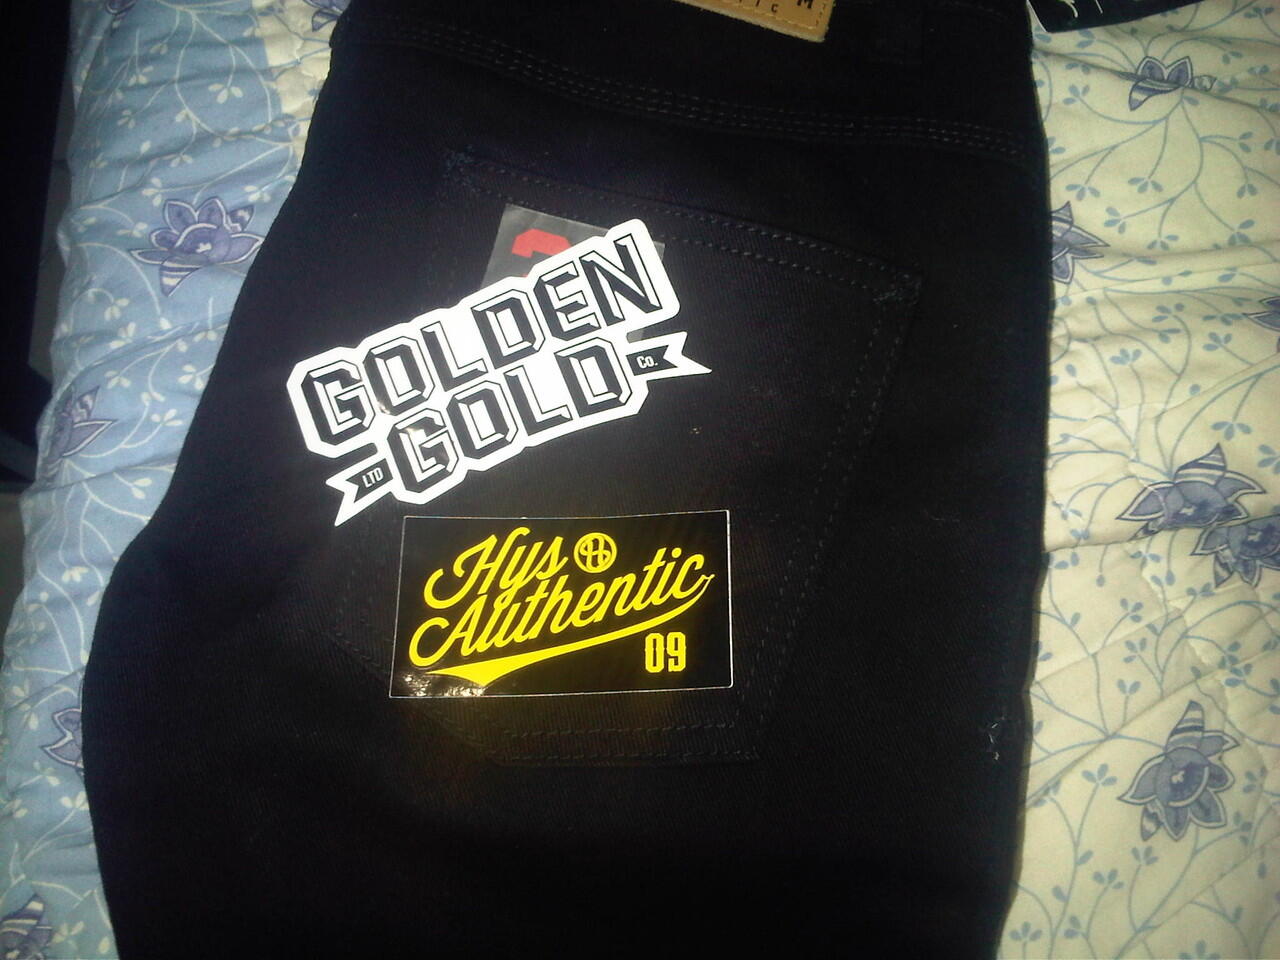 M
I C
GOLDEN
GOLD
Co.
LTD
Hys
Authentic
09